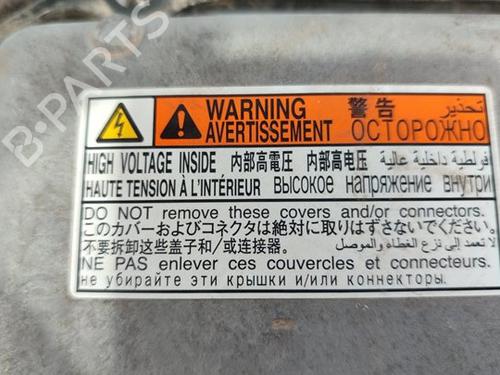 B-PARTS
WARNING 警告 تحذير
AVERTISSEMENT ОСТОРОЖНО
HIGH VOLTAGE INSIDE 内部高電圧 内部高电压 فولطية داخلية عالية
HAUTE TENSION À L'INTÉRIEUR высокое напряжение внутри
DO NOT remove these covers and/or connectors.
このカバーおよびコネクタは絶対に取りはずさないでください。
不要拆卸这些盖子和/或连接器. لا تعمد إلى نزع الغطاء والموصل
NE PAS enlever ces couvercles et connecteurs.
не убирайте эти крышки и/или коннекторы.